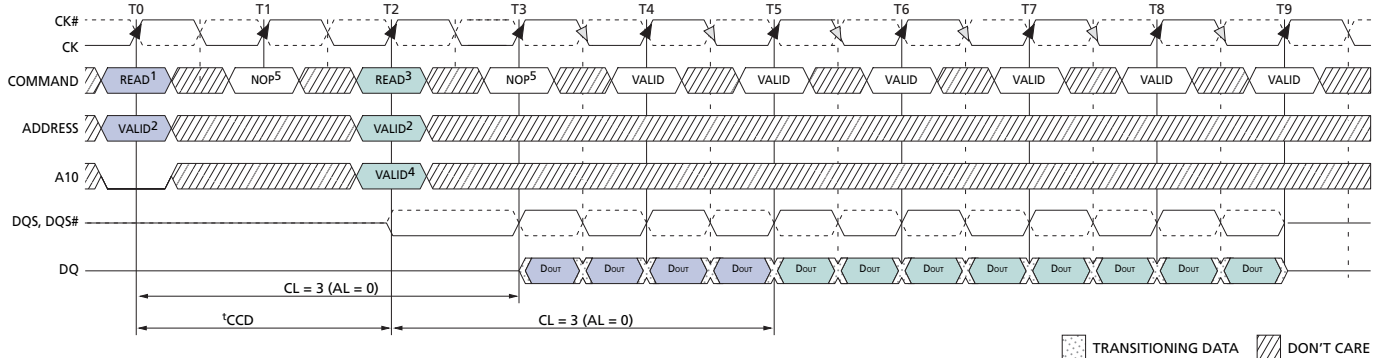 T0 T1 T2 T3 T4 T5 T6 T7 T8 T9
CK#
CK
COMMAND READ1 NOP5 READ3 NOP5 VALID VALID VALID VALID VALID VALID
ADDRESS VALID2 VALID2
A10 VALID4
DQS, DQS#
DQ DOUT DOUT DOUT DOUT DOUT DOUT DOUT DOUT DOUT DOUT DOUT DOUT
CL = 3 (AL = 0)
tCCD CL = 3 (AL = 0)
TRANSITIONING DATA DON'T CARE